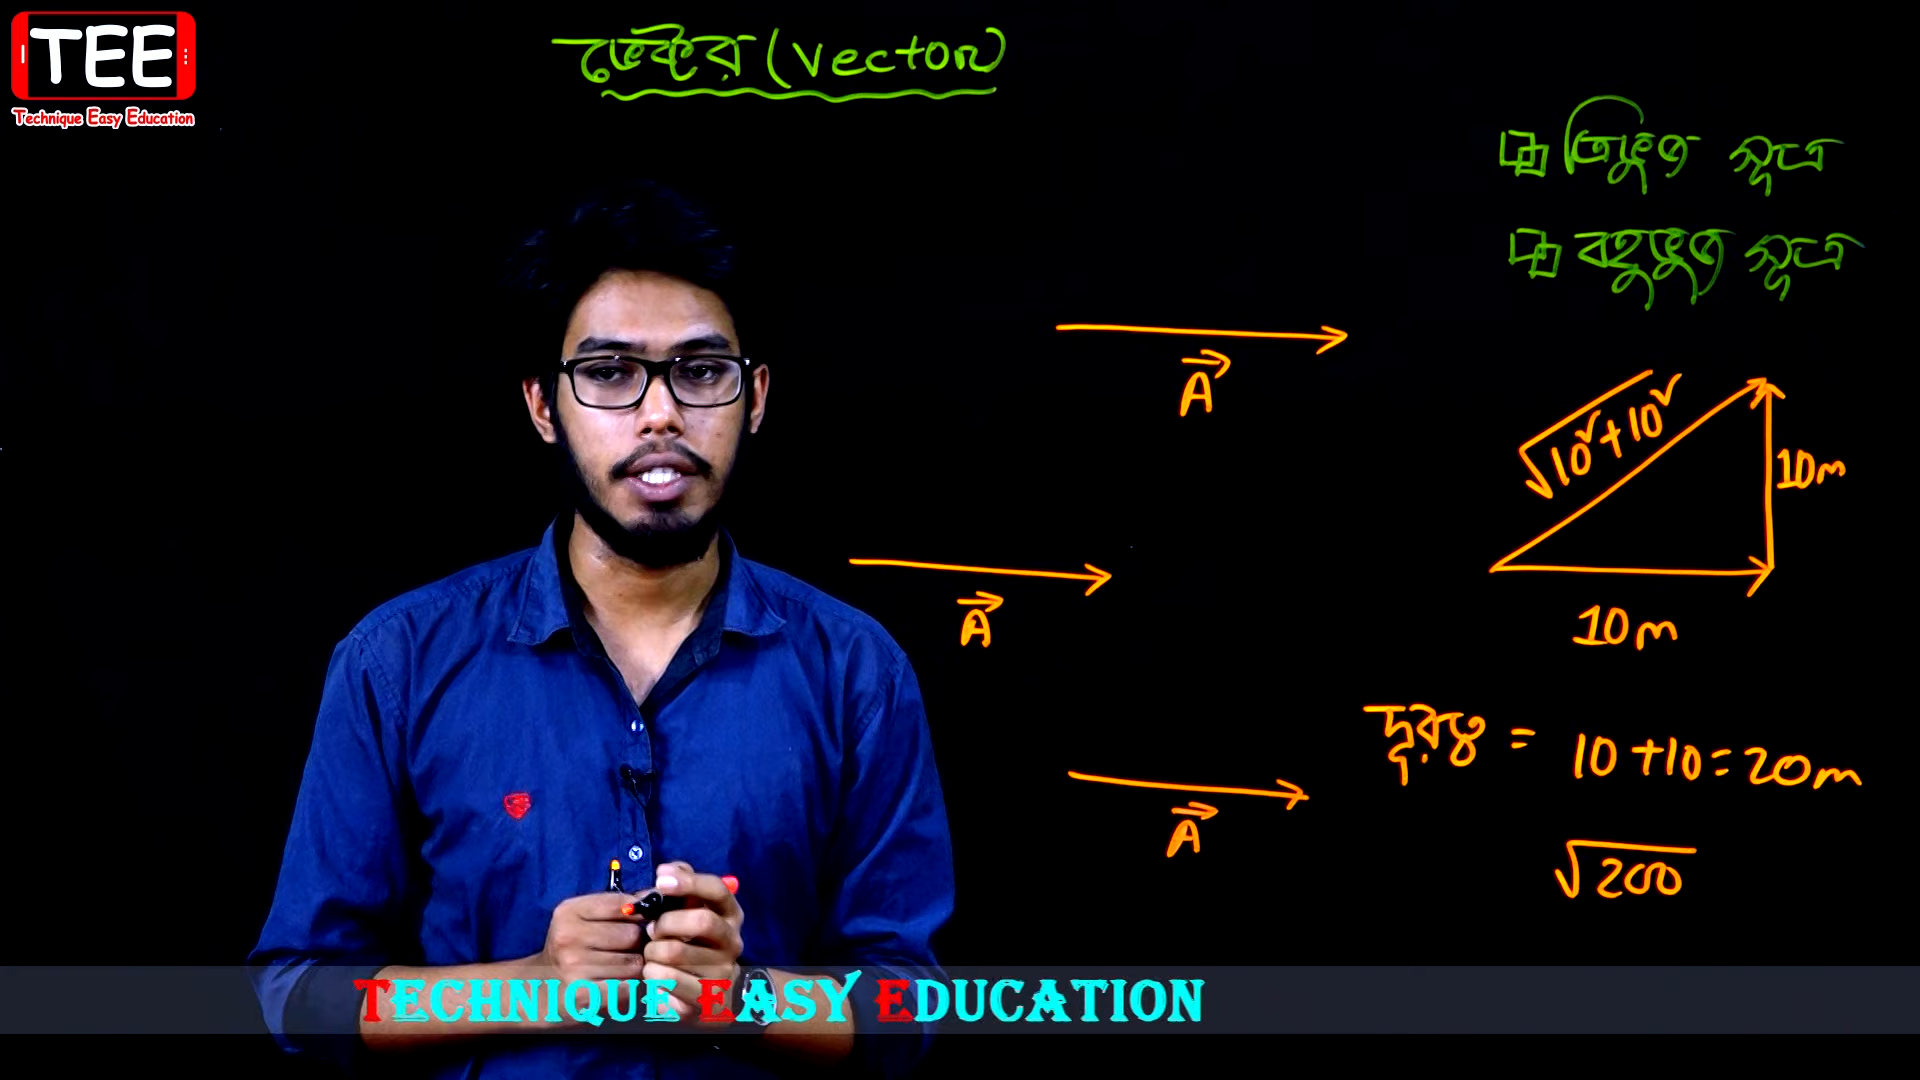 TEE
Technique Easy Education
ভেক্টর (Vector)
ত্রিভুজ সূত্র
বহুভুজ সূত্র
A
√10²+10²
10m
A
10m
দূরত্ব = 10+10=20m
A
√200
TECHNIQUE EASY EDUCATION